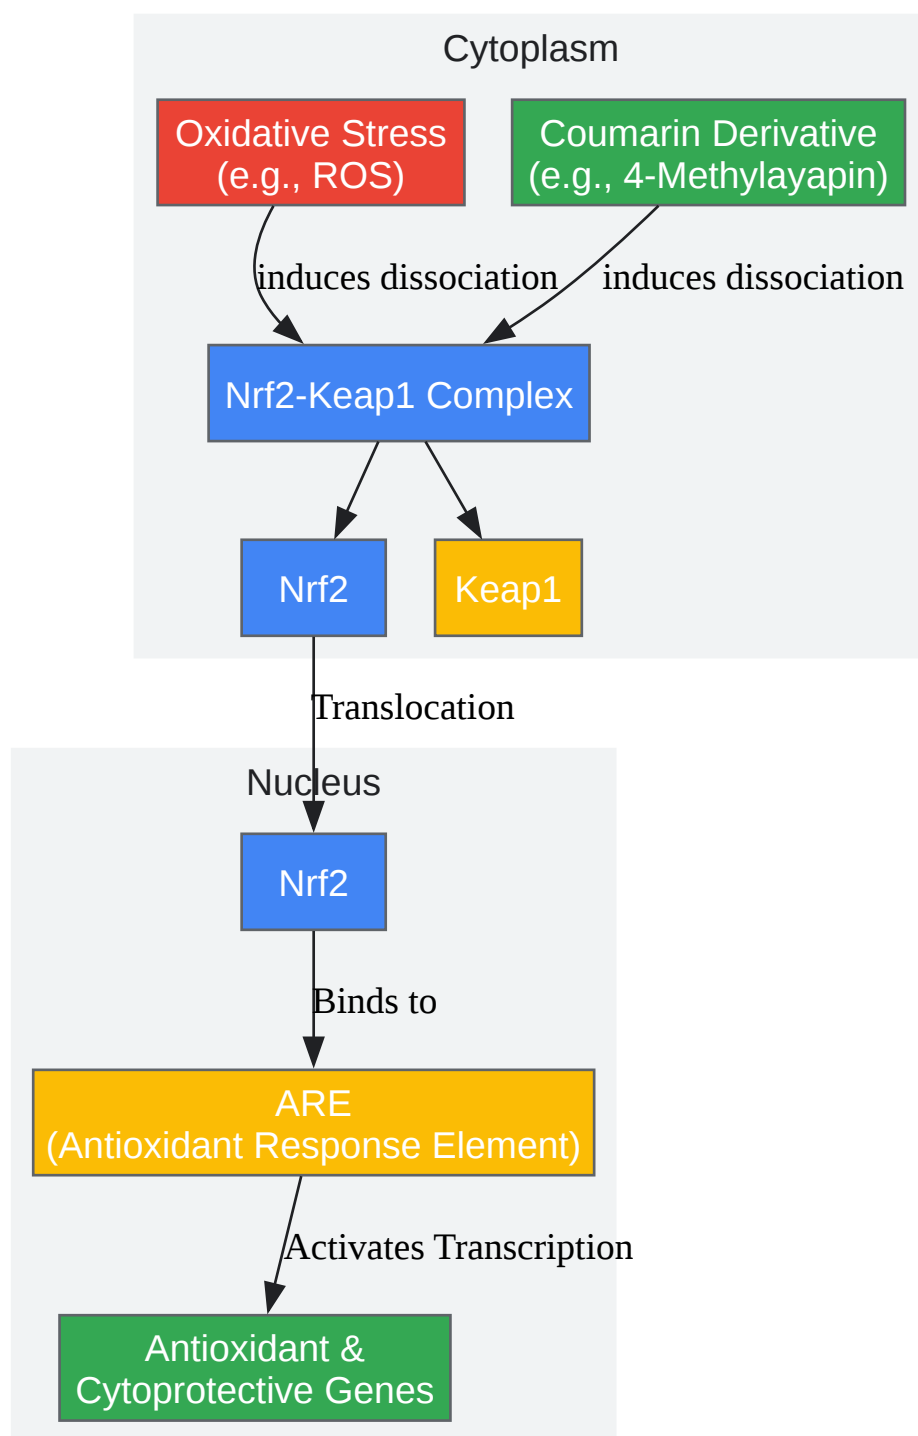 Cytoplasm
Oxidative Stress
(e.g., ROS)
Coumarin Derivative
(e.g., 4-Methylayapin)
induces dissociation
induces dissociation
Nrf2-Keap1 Complex
Nrf2
Keap1
Translocation
Nucleus
Nrf2
Binds to
ARE
(Antioxidant Response Element)
Activates Transcription
Antioxidant &
Cytoprotective Genes